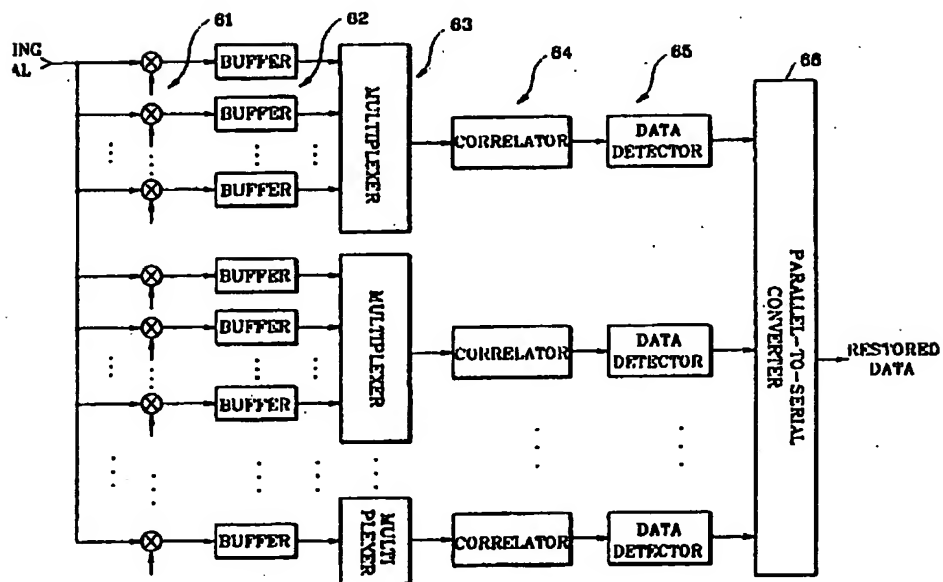 61
62
63
64
65
66
ING
AL
BUFFER
BUFFER
BUFFER
MULTIPLEXER
CORRELATOR
DATA
DETECTOR
BUFFER
BUFFER
BUFFER
MULTIPLEXER
CORRELATOR
DATA
DETECTOR
PARALLEL-TO-SERIAL
CONVERTER
RESTORED
DATA
BUFFER
MULTI
PLEXER
CORRELATOR
DATA
DETECTOR